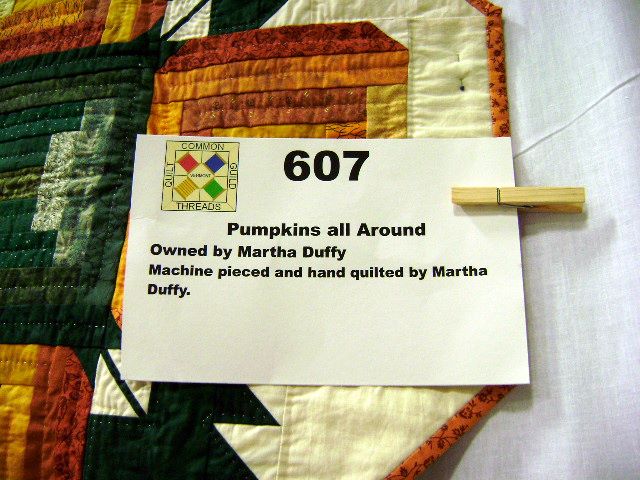 COMMON
QUILT
VERMONT
GUILD
THREADS
607
Pumpkins all Around
Owned by Martha Duffy
Machine pieced and hand quilted by Martha
Duffy.